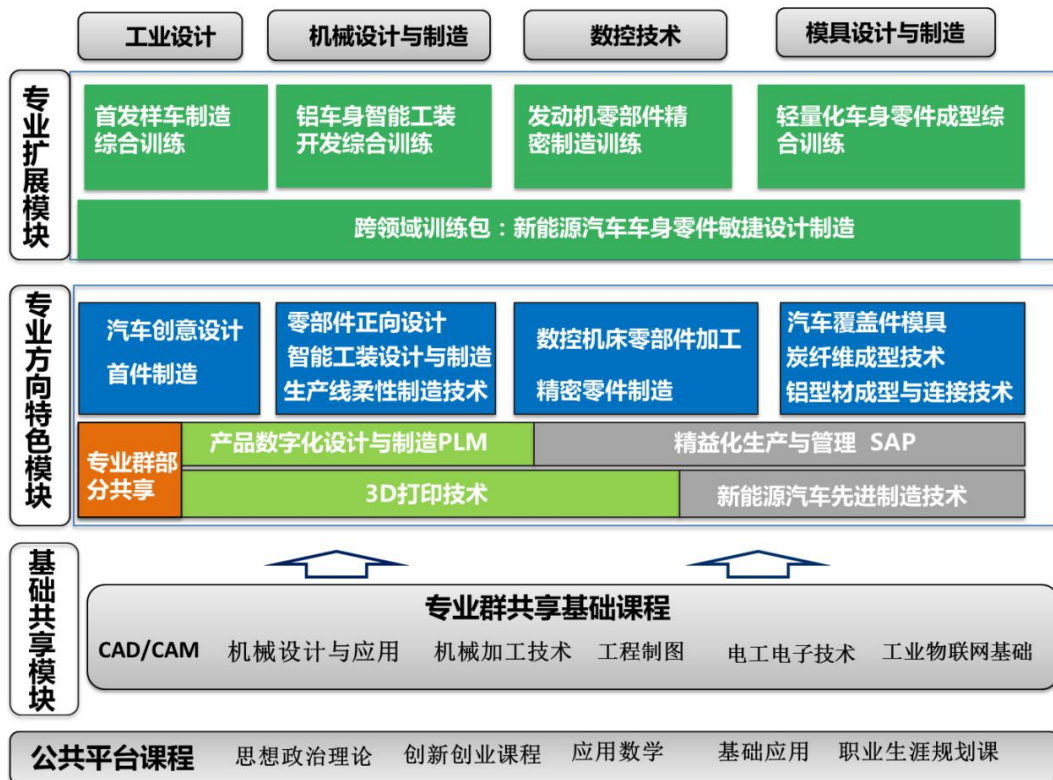 工业设计
机械设计与制造
数控技术
模具设计与制造
专业扩展模块
首发样车制造
综合训练
铝车身智能工装
开发综合训练
发动机零部件精
密制造训练
轻量化车身零件成型综
合训练
跨领域训练包：新能源汽车车身零件敏捷设计制造
专业方向特色模块
汽车创意设计
首件制造
零部件正向设计
智能工装设计与制造
生产线柔性制造技术
数控机床零部件加工
精密零件制造
汽车覆盖件模具
炭纤维成型技术
铝型材成型与连接技术
专业群部
分共享
产品数字化设计与制造PLM
精益化生产与管理 SAP
3D打印技术
新能源汽车先进制造技术
基础共享模块
专业群共享基础课程
CAD/CAM
机械设计与应用
机械加工技术
工程制图
电工电子技术
工业物联网基础
公共平台课程
思想政治理论
创新创业课程
应用数学
基础应用
职业生涯规划课